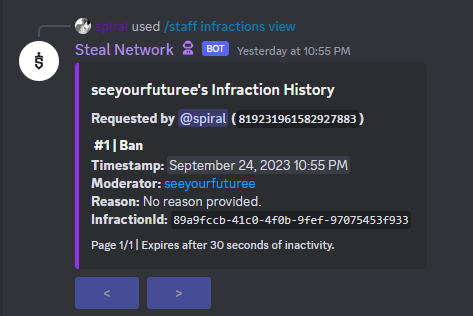 spiral used /staff infractions view
Steal Network BOT Yesterday at 10:55 PM
seeyourfuturee's Infraction History
Requested by @spiral (819231961582927883)
#1 | Ban
Timestamp: September 24, 2023 10:55 PM
Moderator: seeyourfuturee
Reason: No reason provided.
InfractionId: 89a9fccb-41c0-4f0b-9fef-97075453f933
Page 1/1 | Expires after 30 seconds of inactivity.
< >